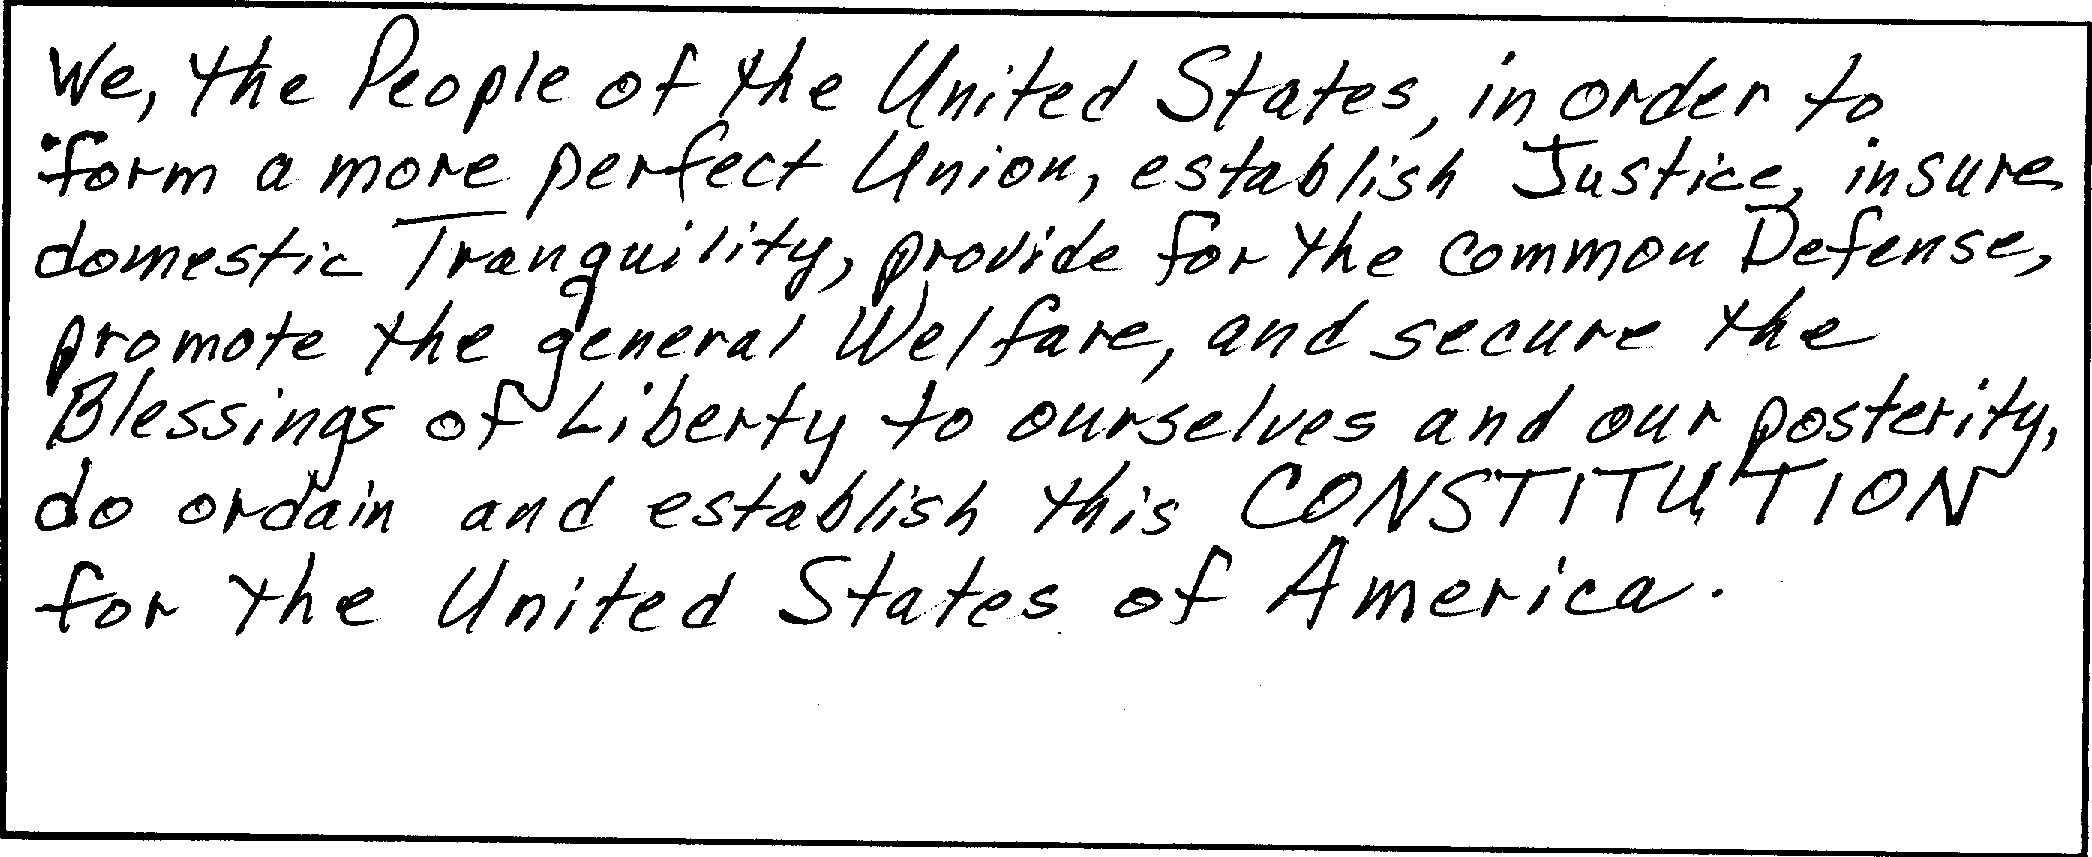 We, the People of the United States, in order to
form a more perfect Union, establish Justice, insure
domestic Tranquility, provide for the common Defense,
promote the general Welfare, and secure the
Blessings of Liberty to ourselves and our posterity,
do ordain and establish this CONSTITUTION
for the United States of America.